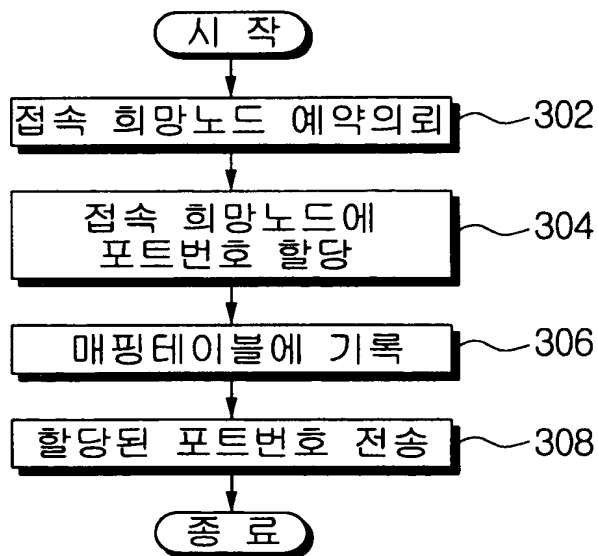 시 작
접속 희망노드 예약의뢰 302
접속 희망노드에
포트번호 할당 304
매핑테이블에 기록 306
할당된 포트번호 전송 308
종 료